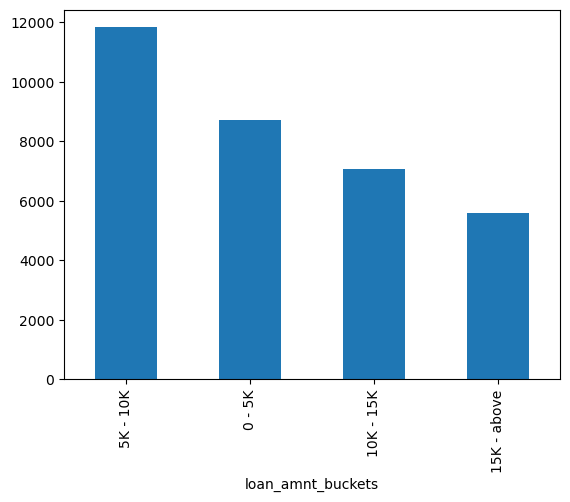 12000
10000
8000
6000
4000
2000
0
5K - 10K
0 - 5K
10K - 15K
15K - above
loan_amnt_buckets